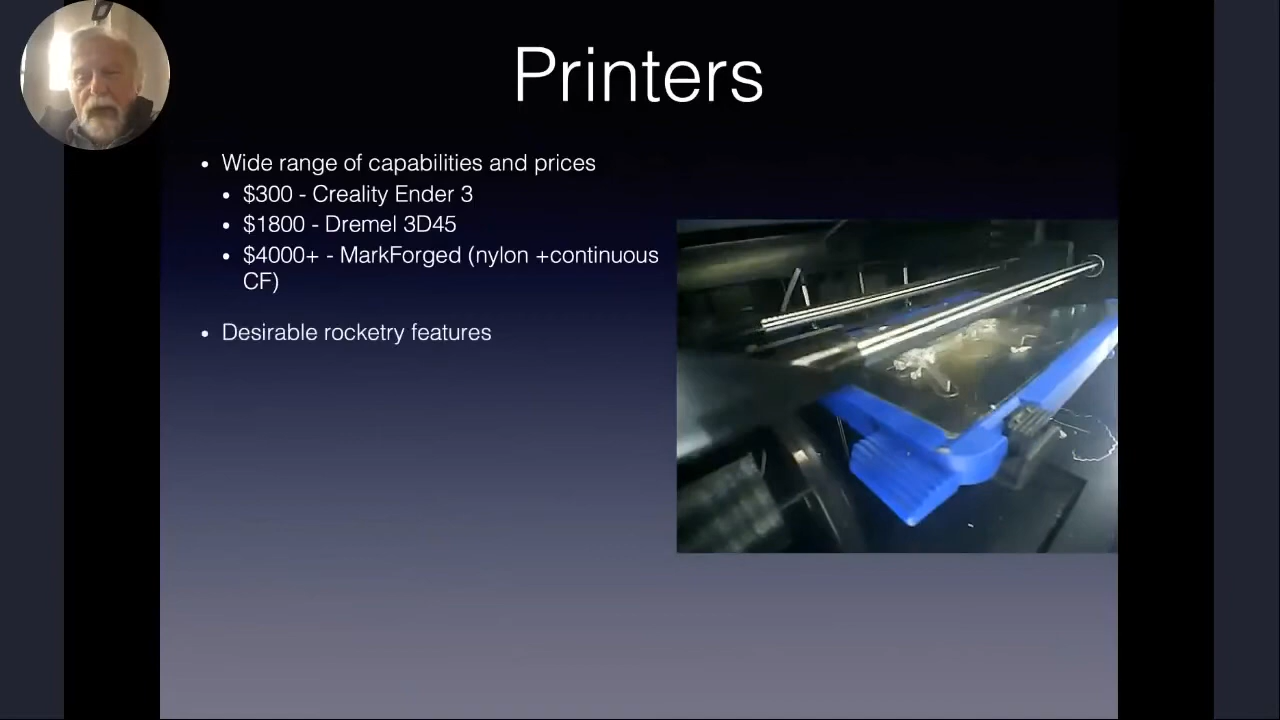 Printers
• Wide range of capabilities and prices
• $300 - Creality Ender 3
• $1800 - Dremel 3D45
• $4000+ - MarkForged (nylon +continuous
CF)
• Desirable rocketry features